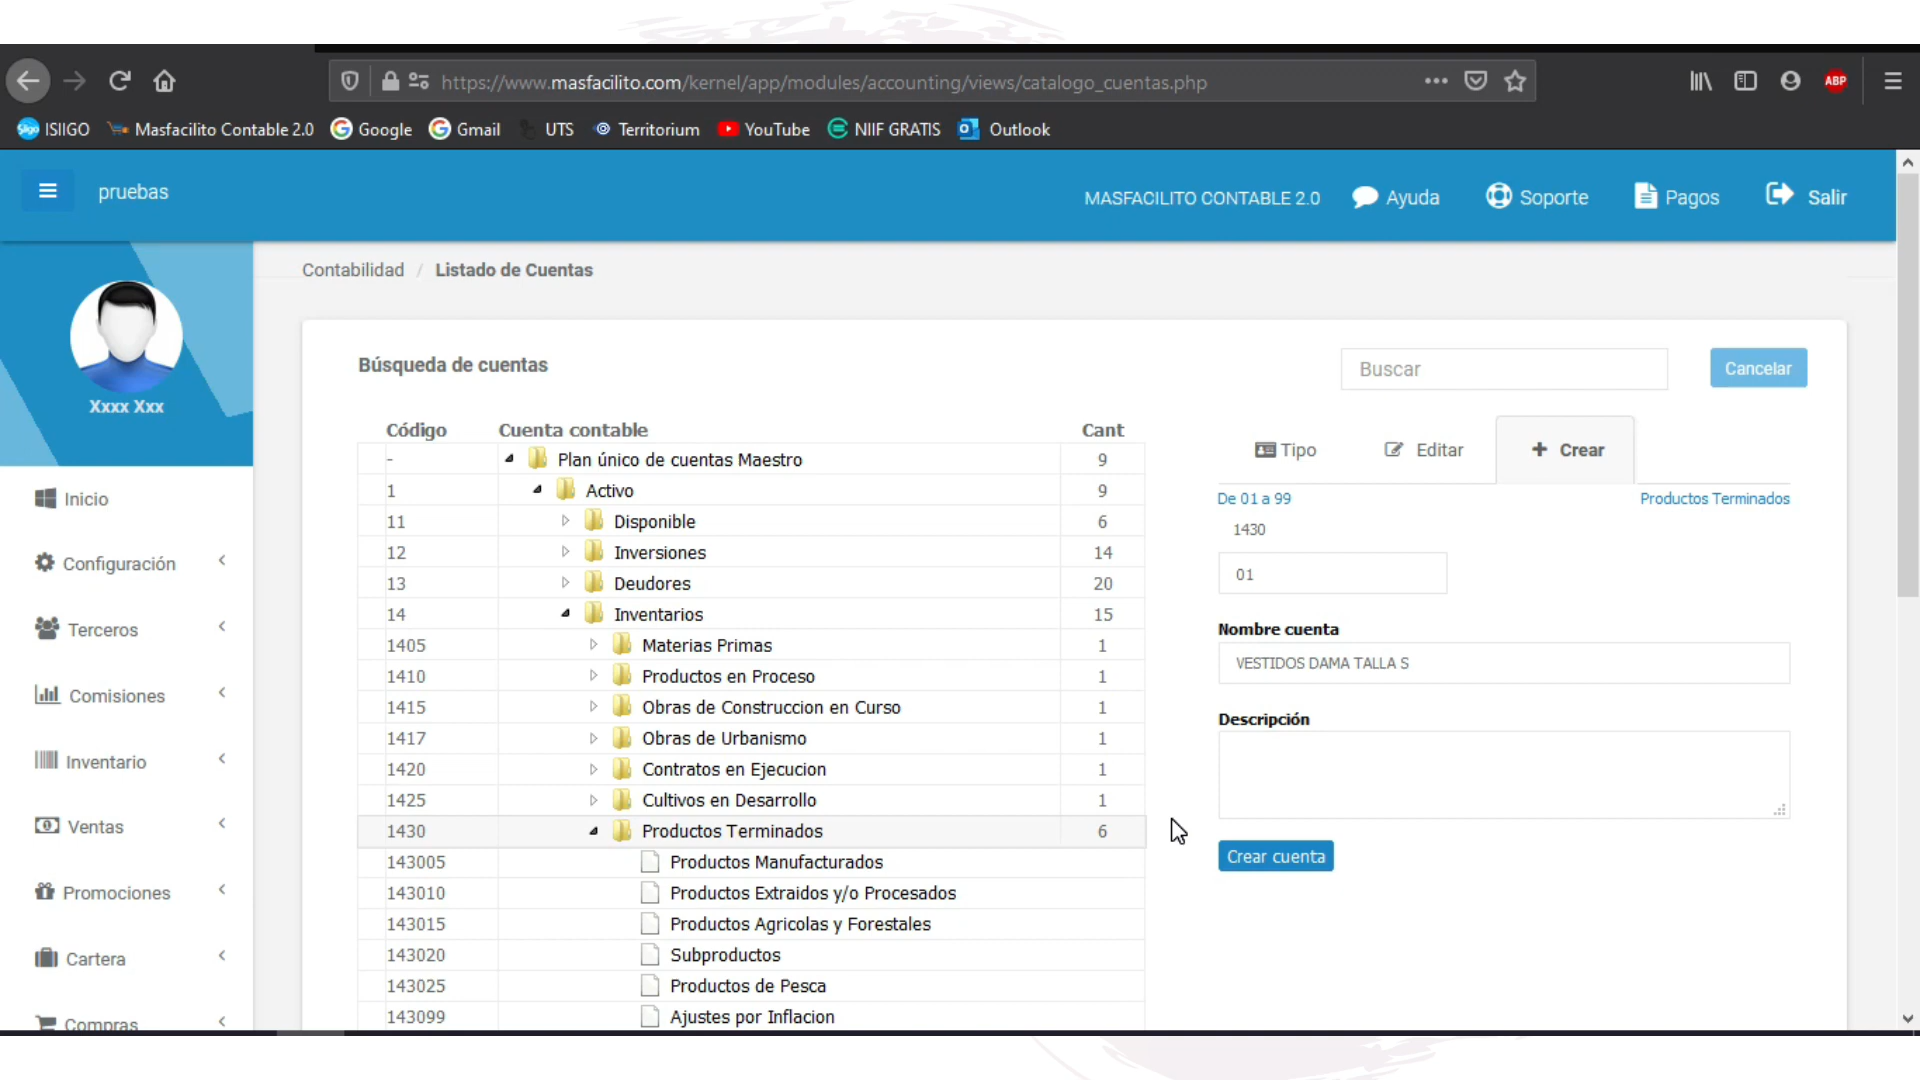 https://www.masfacilito.com/kernel/app/modules/accounting/views/catalogo_cuentas.php
ABP
Siigo ISIIGO Masfacilito Contable 2.0 Google Gmail UTS Territorium YouTube NIIF GRATIS Outlook
pruebas
MASFACILITO CONTABLE 2.0 Ayuda Soporte Pagos Salir
Xxxx Xxx
Inicio
Configuración
Terceros
Comisiones
Inventario
Ventas
Promociones
Cartera
Compras
Contabilidad / Listado de Cuentas
Búsqueda de cuentas
Buscar
Cancelar
Código Cuenta contable Cant
- Plan único de cuentas Maestro 9
1 Activo 9
11 Disponible 6
12 Inversiones 14
13 Deudores 20
14 Inventarios 15
1405 Materias Primas 1
1410 Productos en Proceso 1
1415 Obras de Construccion en Curso 1
1417 Obras de Urbanismo 1
1420 Contratos en Ejecucion 1
1425 Cultivos en Desarrollo 1
1430 Productos Terminados 6
143005 Productos Manufacturados
143010 Productos Extraidos y/o Procesados
143015 Productos Agricolas y Forestales
143020 Subproductos
143025 Productos de Pesca
143099 Ajustes por Inflacion
Tipo Editar + Crear
De 01 a 99 Productos Terminados
1430
01
Nombre cuenta
VESTIDOS DAMA TALLA S
Descripción
Crear cuenta